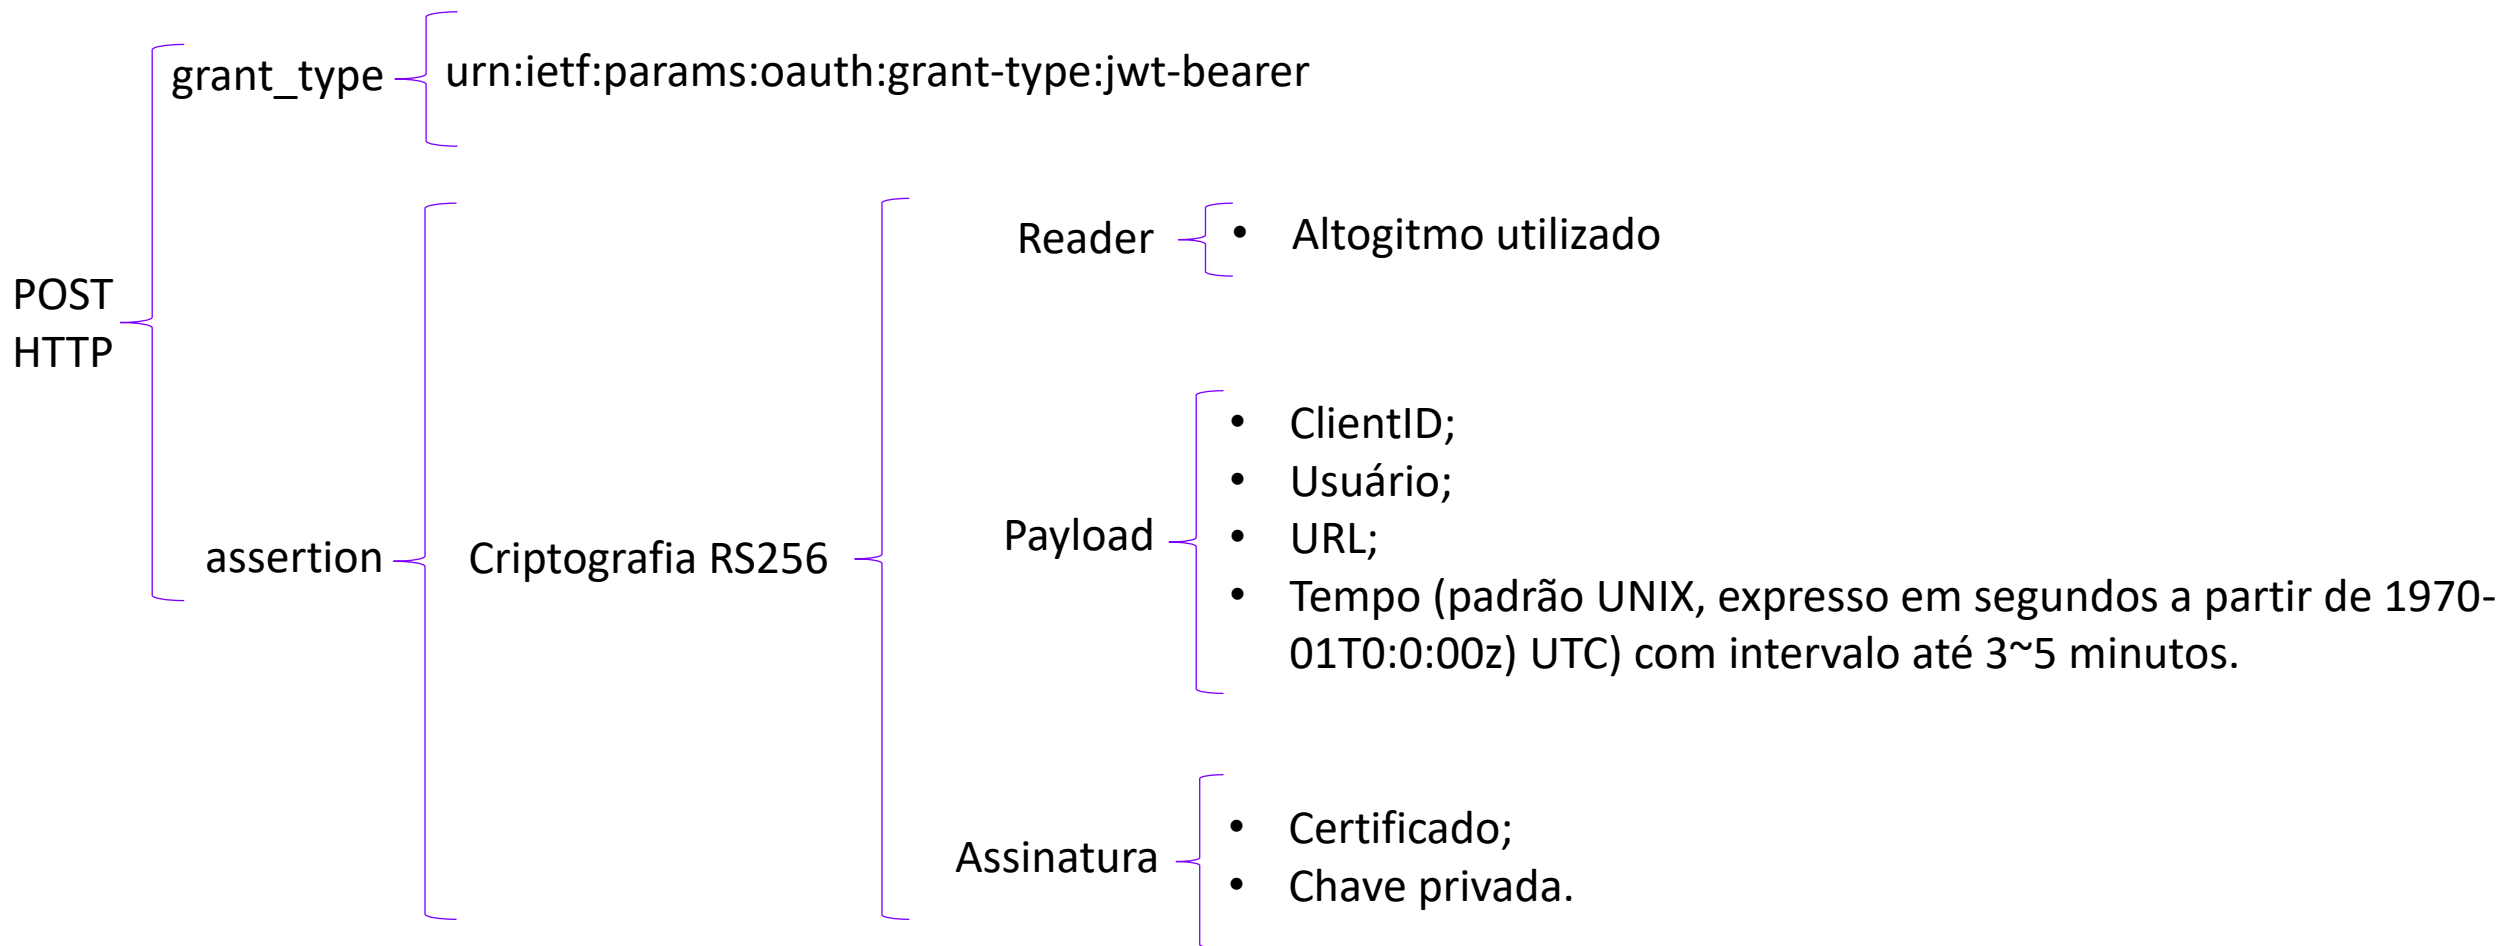 grant_type
urn:ietf:params:oauth:grant-type:jwt-bearer
POST
HTTP
assertion
Criptografia RS256
Reader
• Altogitmo utilizado
Payload
• ClientID;
• Usuário;
• URL;
• Tempo (padrão UNIX, expresso em segundos a partir de 1970-
01T0:0:00z) UTC) com intervalo até 3~5 minutos.
Assinatura
• Certificado;
• Chave privada.